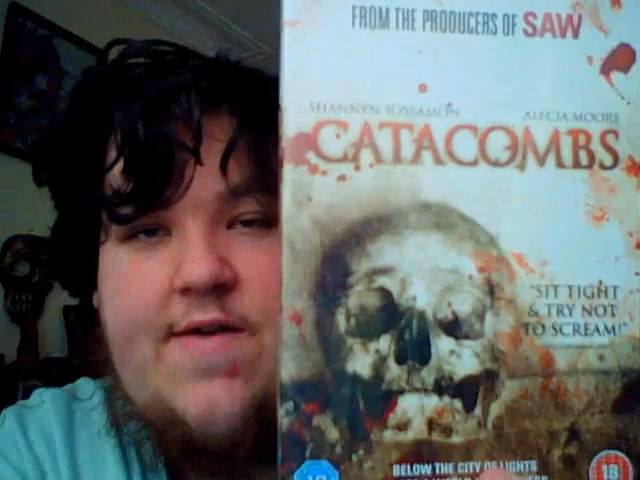 FROM THE PRODUCERS OF SAW
SHANNYN SOSSAMON ALECIA MOORE
CATACOMBS
"SIT TIGHT
& TRY NOT
TO SCREAM!"
BELOW THE CITY OF LIGHTS
18